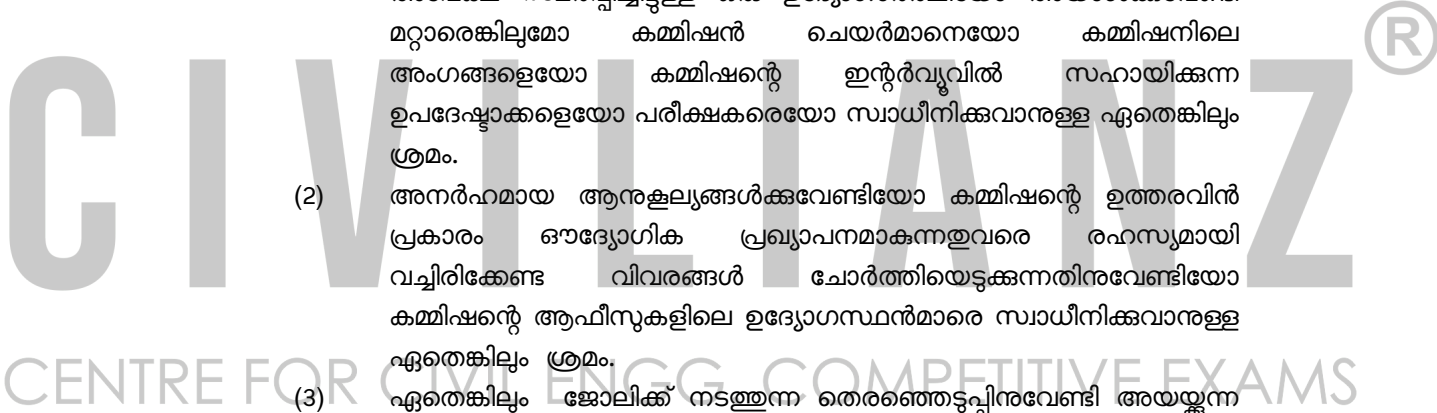 മറ്റാരെങ്കിലുമോ കമ്മിഷൻ ചെയർമാനെയോ കമ്മിഷനിലെ
അംഗങ്ങളെയോ കമ്മിഷന്റെ ഇന്റർവ്യൂവിൽ സഹായിക്കുന്ന
ഉപദേഷ്ടാക്കളെയോ പരീക്ഷകരെയോ സ്വാധീനിക്കുവാനുള്ള ഏതെങ്കിലും
ശ്രമം.
(2) അനർഹമായ ആനുകൂല്യങ്ങൾക്കുവേണ്ടിയോ കമ്മിഷന്റെ ഉത്തരവിൻ
പ്രകാരം ഔദ്യോഗിക പ്രഖ്യാപനമാകുന്നതുവരെ രഹസ്യമായി
വച്ചിരിക്കേണ്ട വിവരങ്ങൾ ചോർത്തിയെടുക്കുന്നതിനുവേണ്ടിയോ
കമ്മിഷന്റെ ആഫീസുകളിലെ ഉദ്യോഗസ്ഥൻമാരെ സ്വാധീനിക്കുവാനുള്ള
ഏതെങ്കിലും ശ്രമം.
(3) ഏതെങ്കിലും ജോലിക്ക് നടത്തുന്ന തെരഞ്ഞെടുപ്പിനുവേണ്ടി അയയ്ക്കുന്ന
CIVILIANZ ®
CENTRE FOR CIVIL ENGG. COMPETITIVE EXAMS